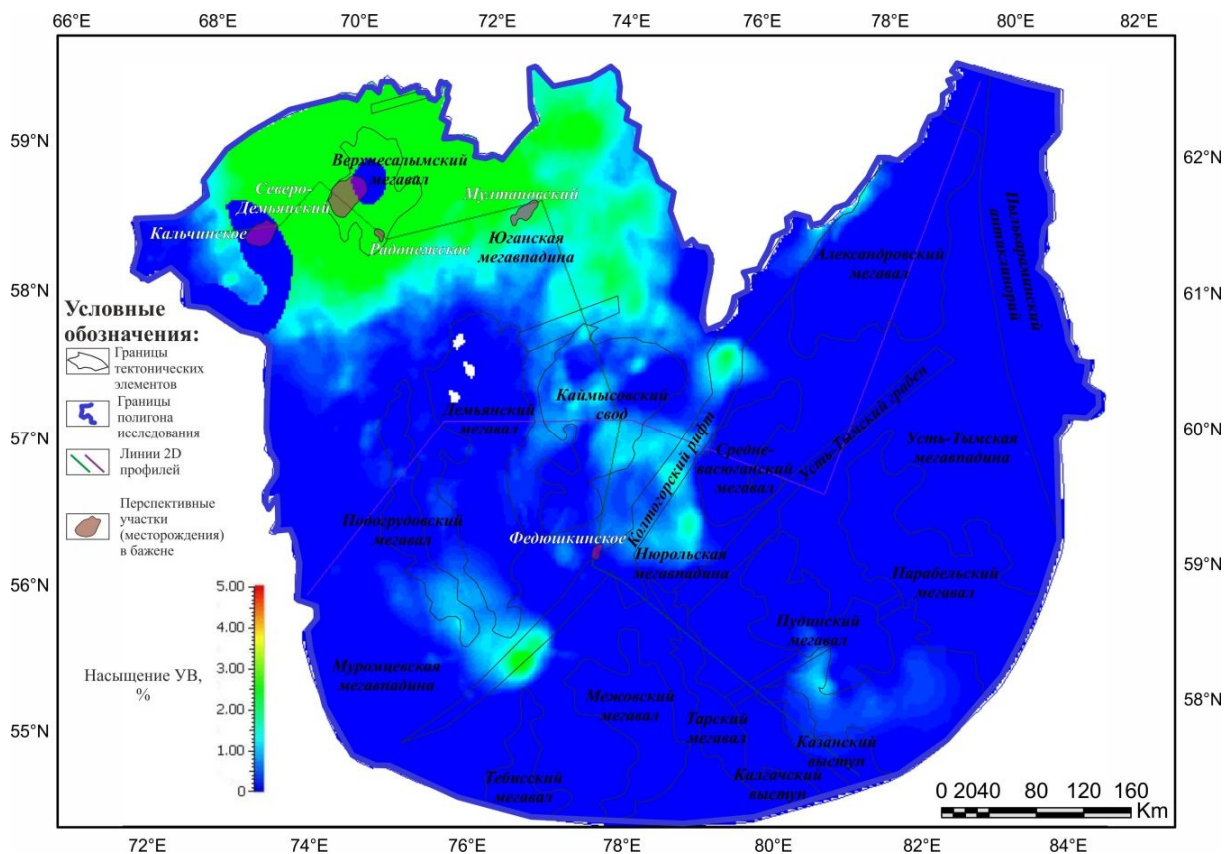 66°E 68°E 70°E 72°E 74°E 76°E 78°E 80°E 82°E
59°N
58°N
57°N
56°N
55°N
62°N
61°N
60°N
59°N
58°N
72°E 74°E 76°E 78°E 80°E 82°E 84°E
Верхнесалымский
мегавал
Северо-
Демьянский
Кальчинское
Радонежское
Мултановский
Юганская
мегавпадина
Александровский
мегавал
Пылькараминский
антиклинорий
Каймысовский
свод
Демьянский
мегавал
Колтогорский рифт
Средне-
васюганский
мегавал
Усть-Тымский грабен
Усть-Тымская
мегавпадина
Подогрудовский
мегавал
Федюшкинское
Нюрольская
мегавпадина
Парабельский
мегавал
Пудинский
мегавал
Муромцевская
мегавпадина
Межовский
мегавал
Тарский
мегавал
Казанский
выступ
Калгачский
выступ
Тебисский
мегавал
Условные
обозначения:
Границы
тектонических
элементов
Границы
полигона
исследования
Линии 2D
профилей
Перспективные
участки
(месторождения)
в бажене
Насыщение УВ,
%
5.00
4.00
3.00
2.00
1.00
0
0 20 40 80 120 160
Km